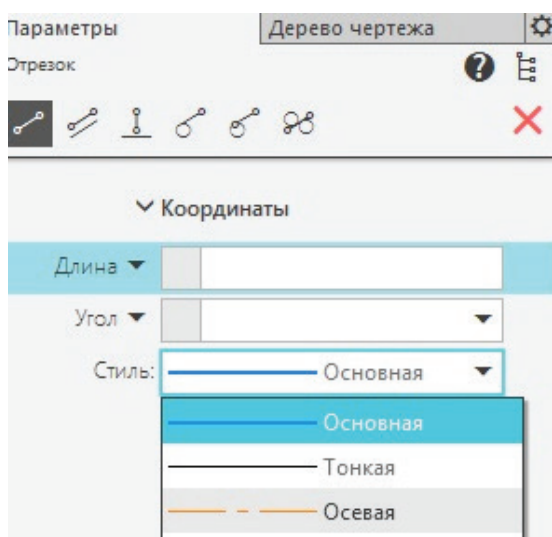 Параметры
Дерево чертежа
Отрезок
Координаты
Длина
Угол
Стиль: Основная
Основная
Тонкая
Осевая